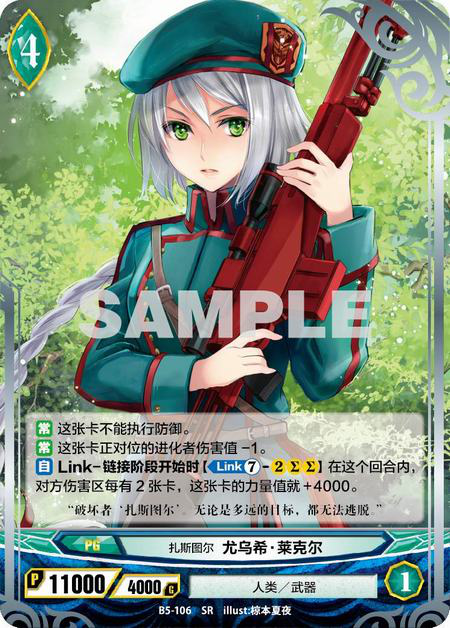 4
SAMPLE
常 这张卡不能执行防御。
常 这张卡正对位的进化者伤害值 -1。
自 Link-链接阶段开始时【Link 7 - 2 Σ Σ】在这个回合内，
对方伤害区每有 2 张卡，这张卡的力量值就 +4000。
“破坏者‘扎斯图尔’。无论是多远的目标，都无法逃脱。”
PG 扎斯图尔 尤乌希·莱克尔
P 11000 / 4000 G 人类／武器 1
B5-106 SR illust:椋本夏夜